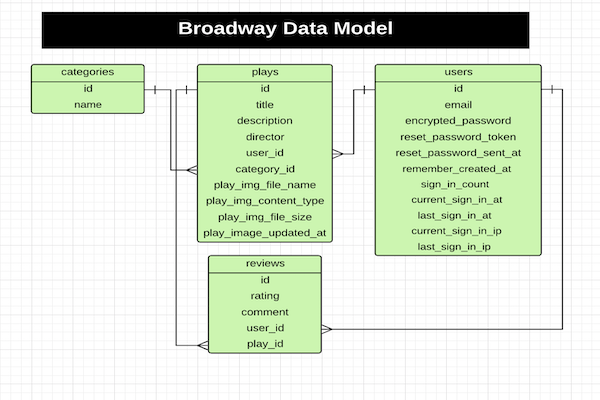 Broadway Data Model
categories
id
name
plays
id
title
description
director
user_id
category_id
play_img_file_name
play_img_content_type
play_img_file_size
play_image_updated_at
users
id
email
encrypted_password
reset_password_token
reset_password_sent_at
remember_created_at
sign_in_count
current_sign_in_at
last_sign_in_at
current_sign_in_ip
last_sign_in_ip
reviews
id
rating
comment
user_id
play_id